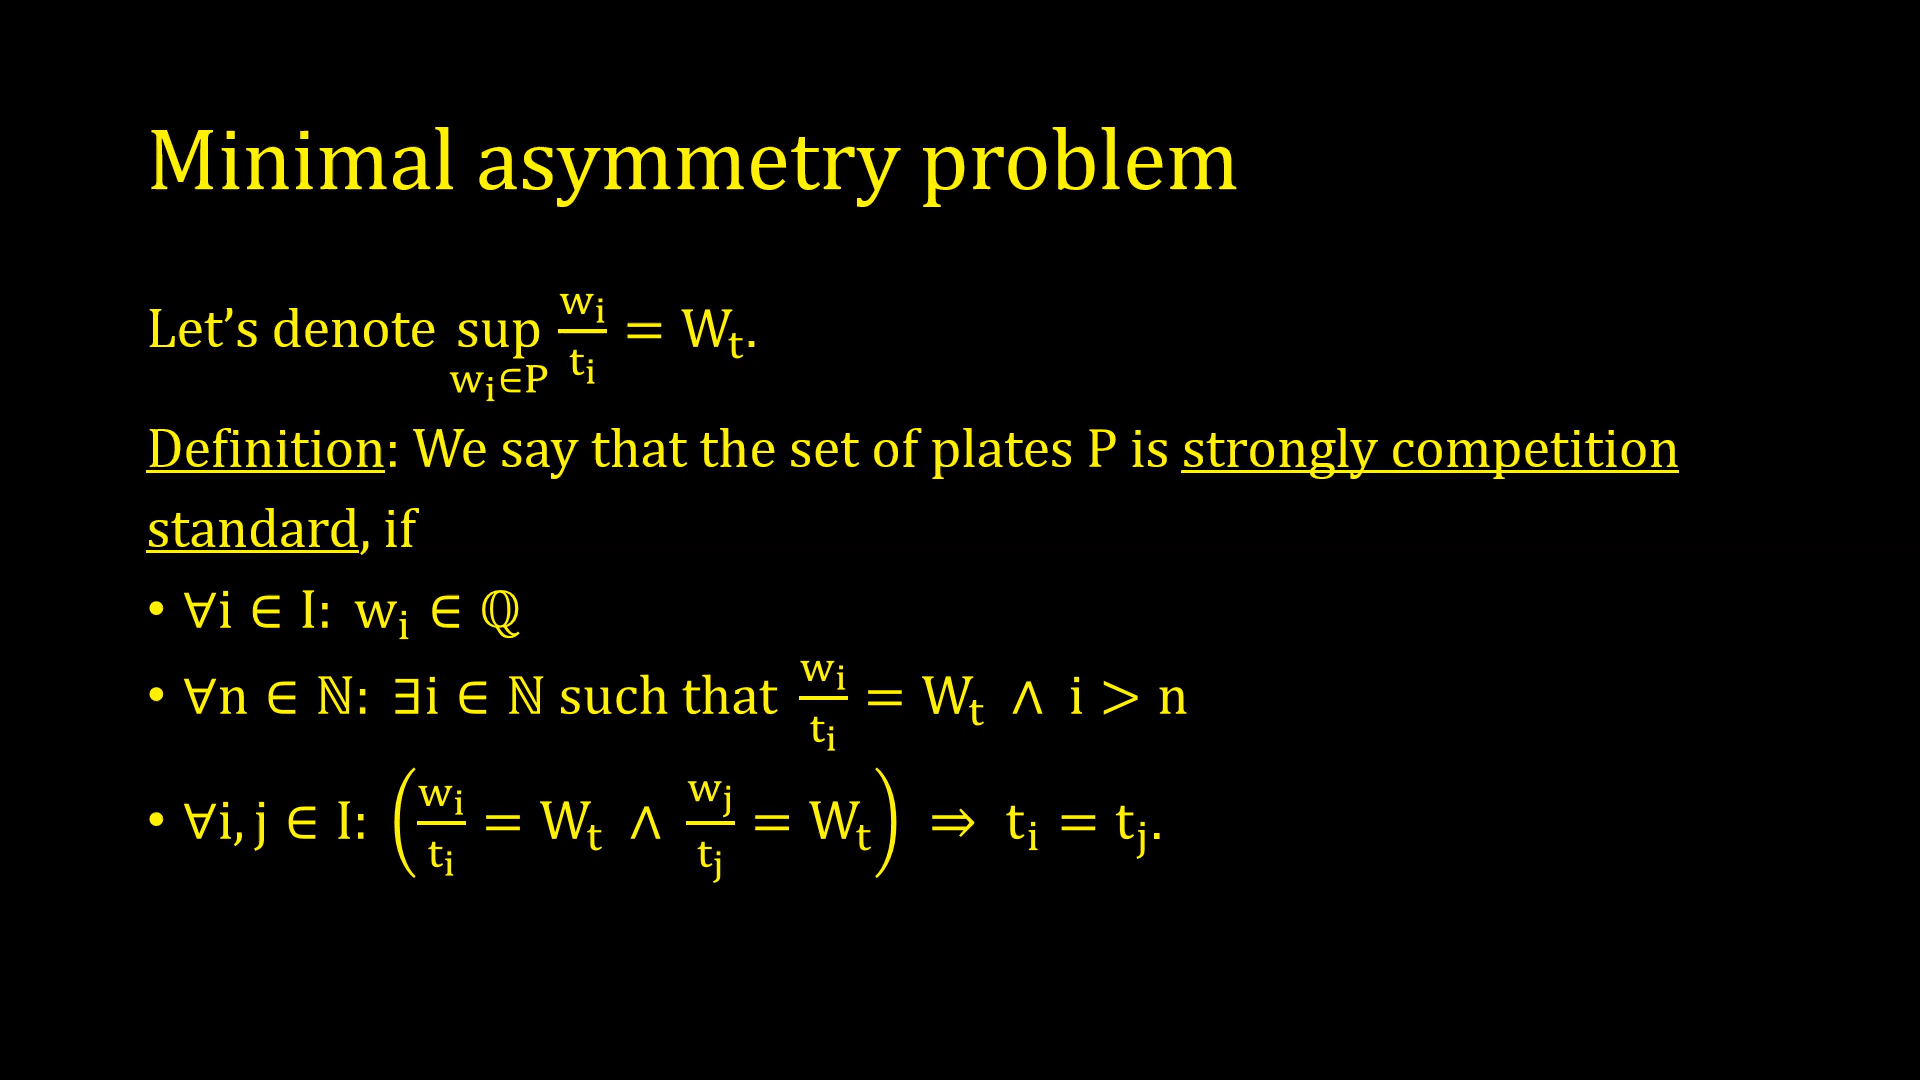 Minimal asymmetry problem
Let’s denote sup_{wᵢ∈P} wᵢ/tᵢ = Wₜ.
Definition: We say that the set of plates P is strongly competition
standard, if
• ∀i ∈ I: wᵢ ∈ ℚ
• ∀n ∈ ℕ: ∃i ∈ ℕ such that wᵢ/tᵢ = Wₜ ∧ i > n
• ∀i, j ∈ I: (wᵢ/tᵢ = Wₜ ∧ wⱼ/tⱼ = Wₜ) ⇒ tᵢ = tⱼ.